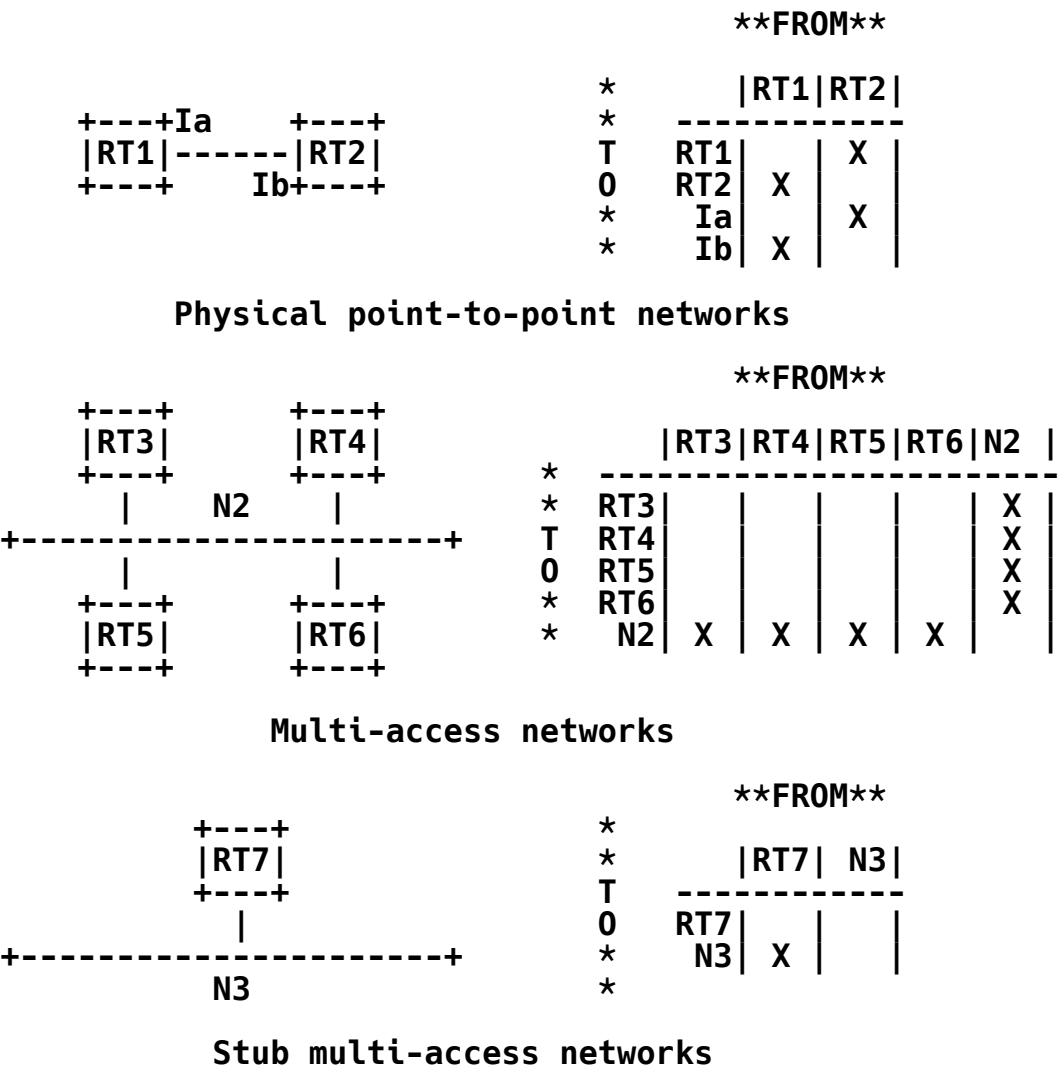 **FROM**

                               *      |RT1|RT2|
    +---+Ia    +---+           *   ------------
    |RT1|------|RT2|           T   RT1|   | X |
    +---+    Ib+---+           O   RT2| X |   |
                               *    Ia|   | X |
                               *    Ib| X |   |

         Physical point-to-point networks

                                      **FROM**
    +---+      +---+
    |RT3|      |RT4|              |RT3|RT4|RT5|RT6|N2 |
    +---+      +---+        *  ------------------------
      |    N2    |          *  RT3|   |   |   |   | X |
+----------------------+    T  RT4|   |   |   |   | X |
      |          |          O  RT5|   |   |   |   | X |
    +---+      +---+        *  RT6|   |   |   |   | X |
    |RT5|      |RT6|        *   N2| X | X | X | X |   |
    +---+      +---+

              Multi-access networks

                                      **FROM**
          +---+                *
          |RT7|                *      |RT7| N3|
          +---+                T   ------------
            |                  O   RT7|   |   |
+----------------------+       *    N3| X |   |
           N3                  *

           Stub multi-access networks